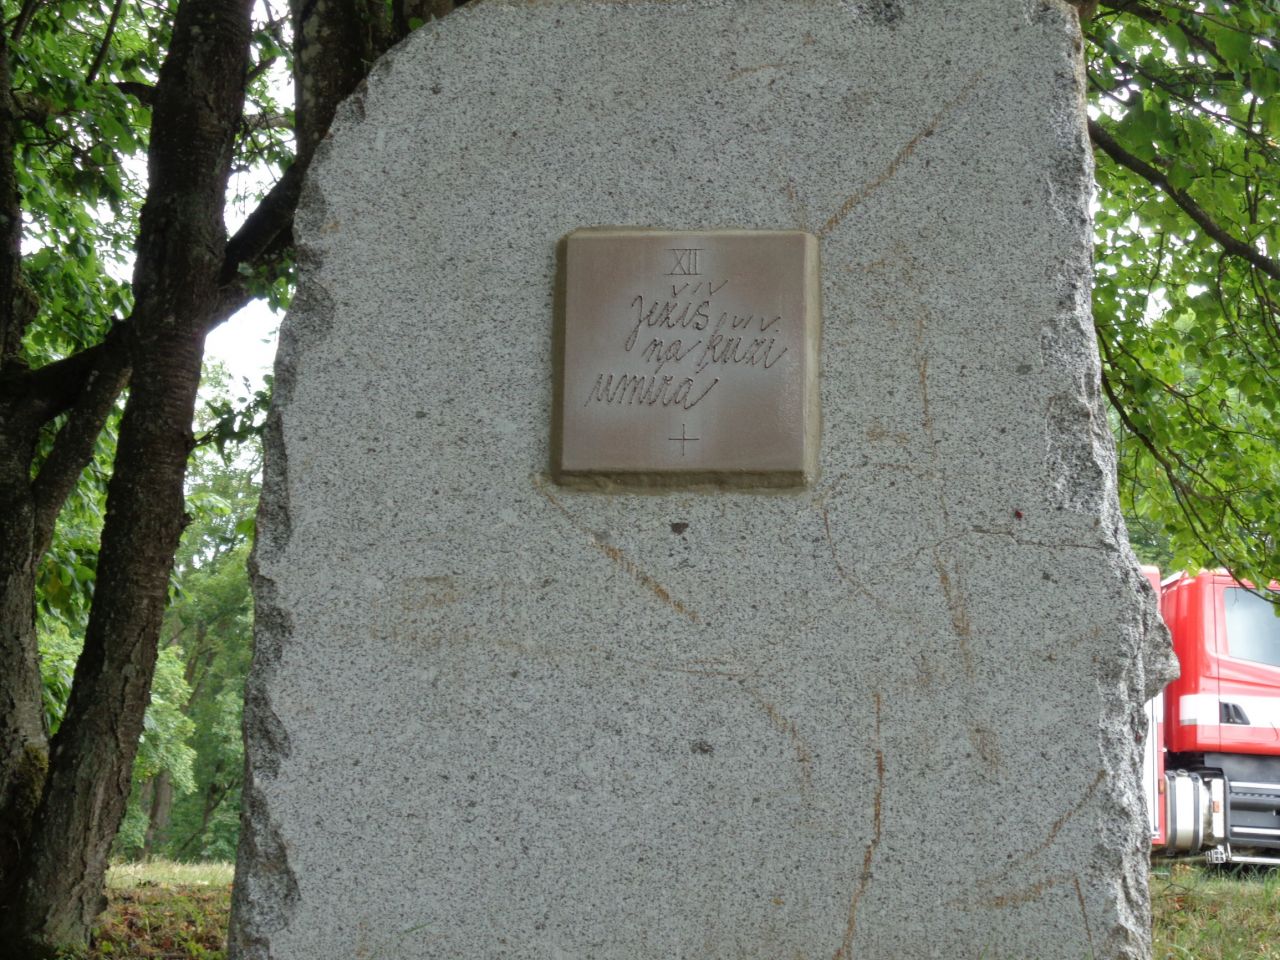 XII
Ježíš
na kříži
umírá
+